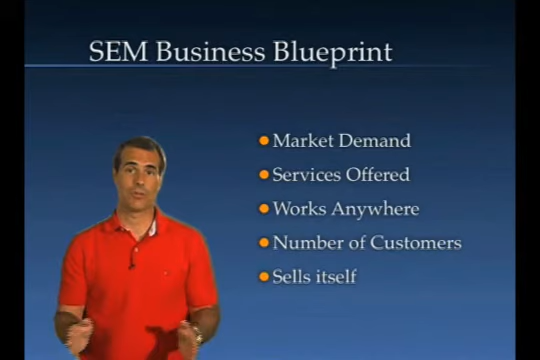 SEM Business Blueprint
Market Demand
Services Offered
Works Anywhere
Number of Customers
Sells itself